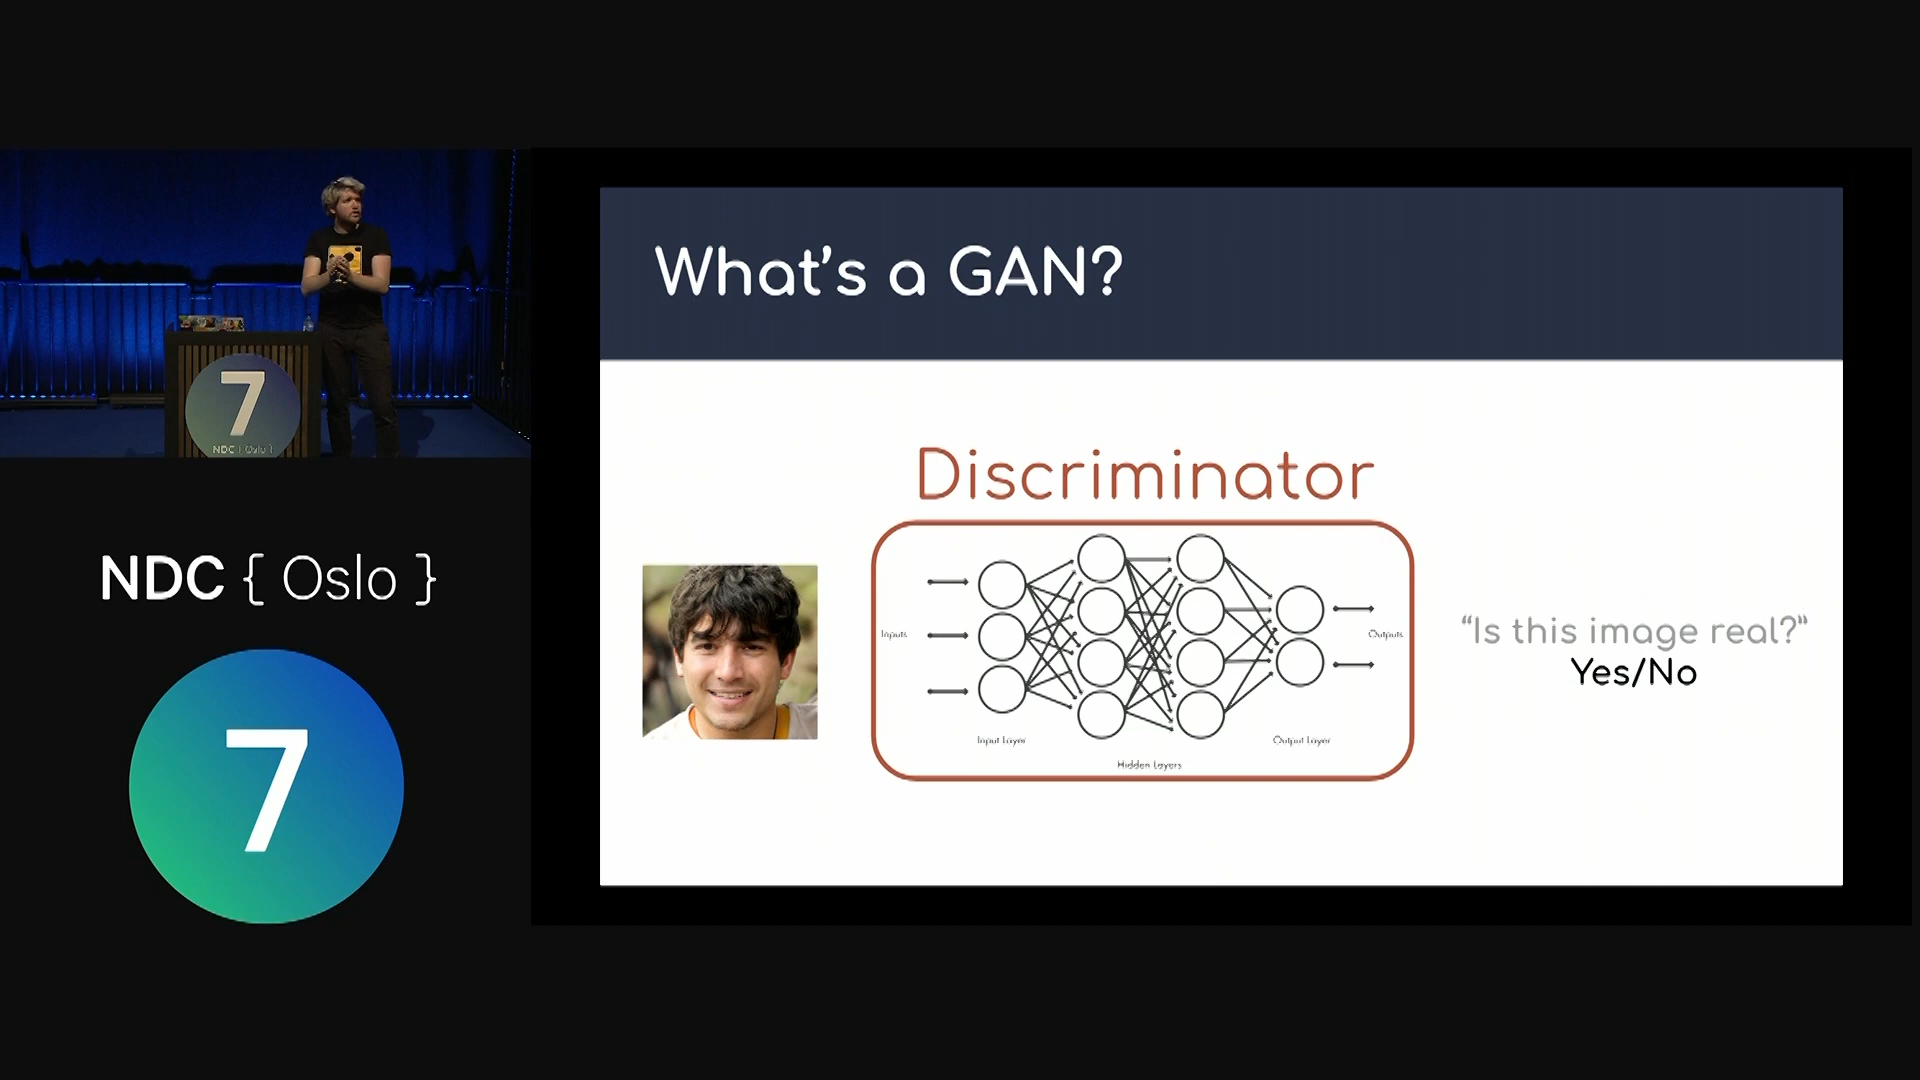 What's a GAN?
Discriminator
Inputs
Outputs
Input Layer
Output Layer
Hidden Layers
“Is this image real?”
Yes/No
7
NDC { Oslo }
NDC { Oslo }
7